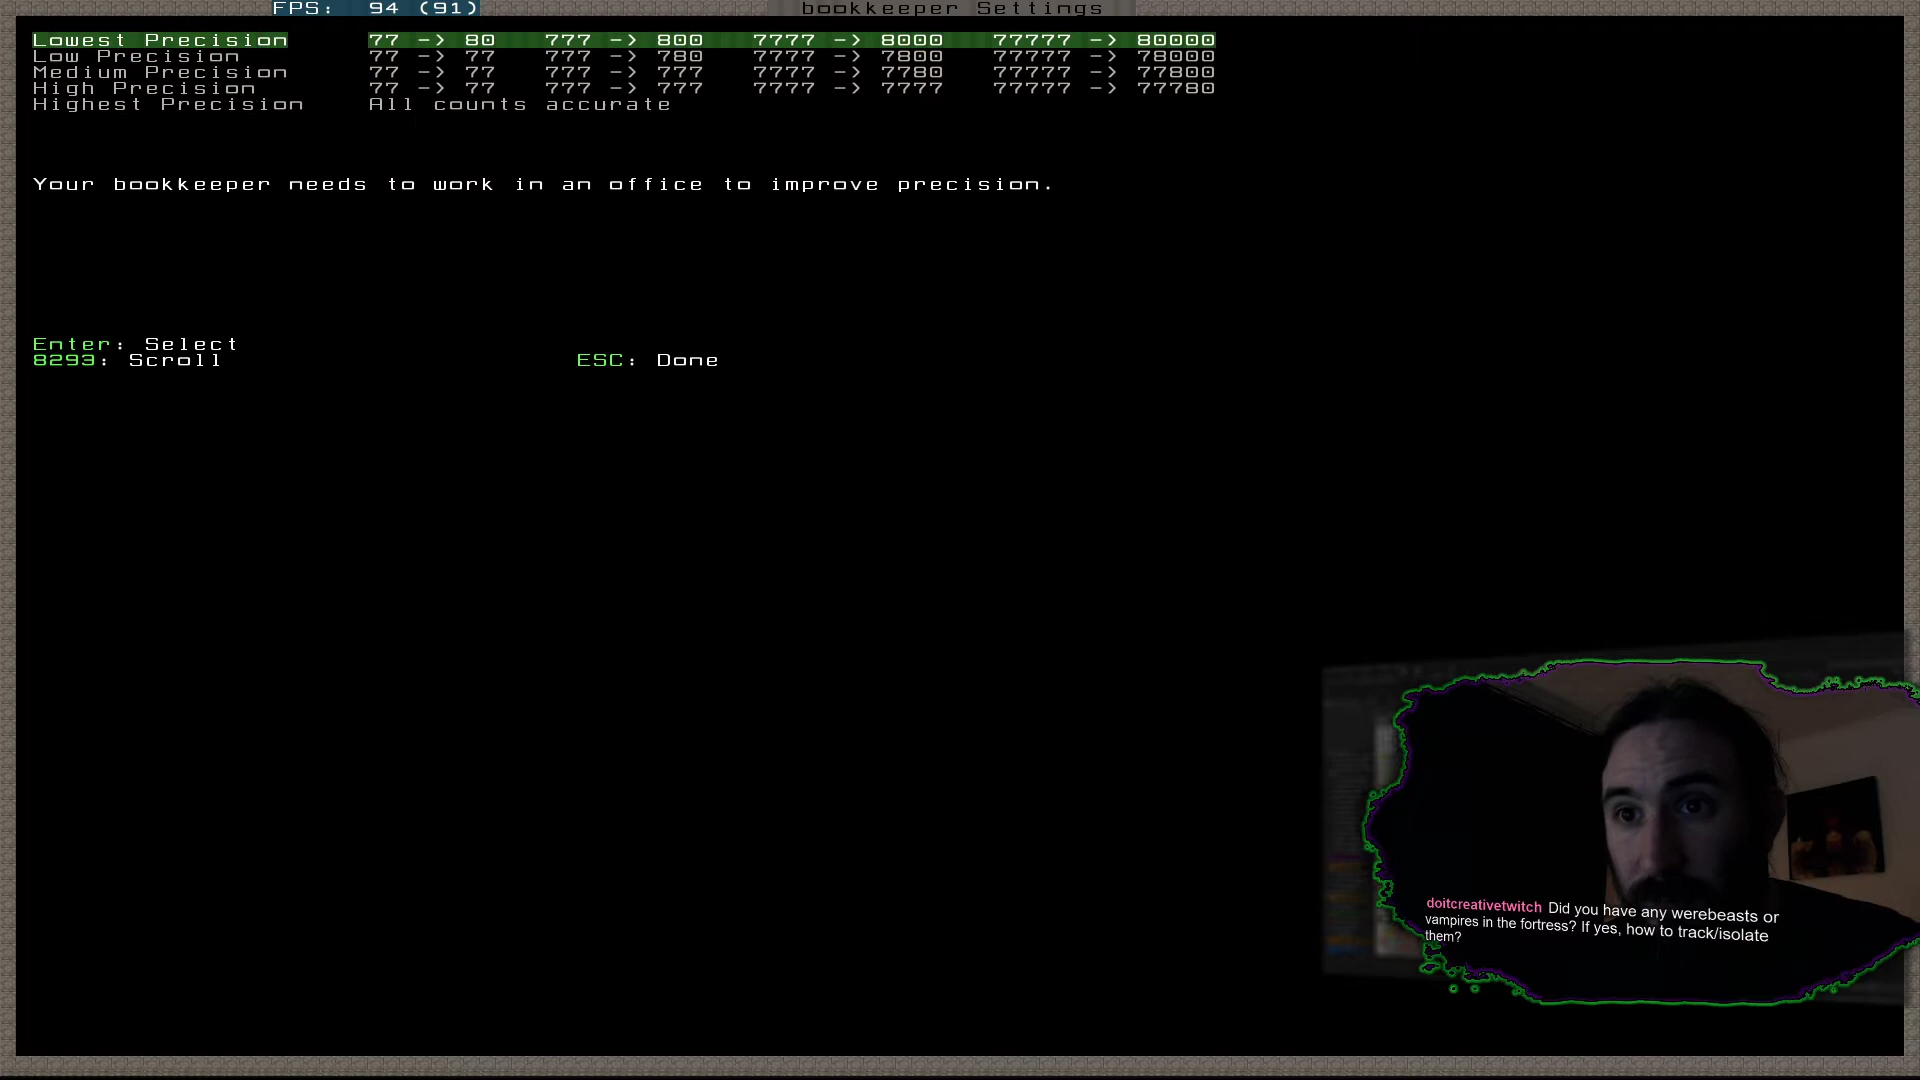 FPS: 94 (91) bookkeeper Settings
Lowest Precision 77 -> 80 777 -> 800 7777 -> 8000 77777 -> 80000
Low Precision 77 -> 77 777 -> 780 7777 -> 7800 77777 -> 78000
Medium Precision 77 -> 77 777 -> 777 7777 -> 7780 77777 -> 77800
High Precision 77 -> 77 777 -> 777 7777 -> 7777 77777 -> 77780
Highest Precision All counts accurate
Your bookkeeper needs to work in an office to improve precision.
Enter: Select
8293: Scroll ESC: Done
doitcreativetwitch Did you have any werebeasts or
vampires in the fortress? If yes, how to track/isolate
them?